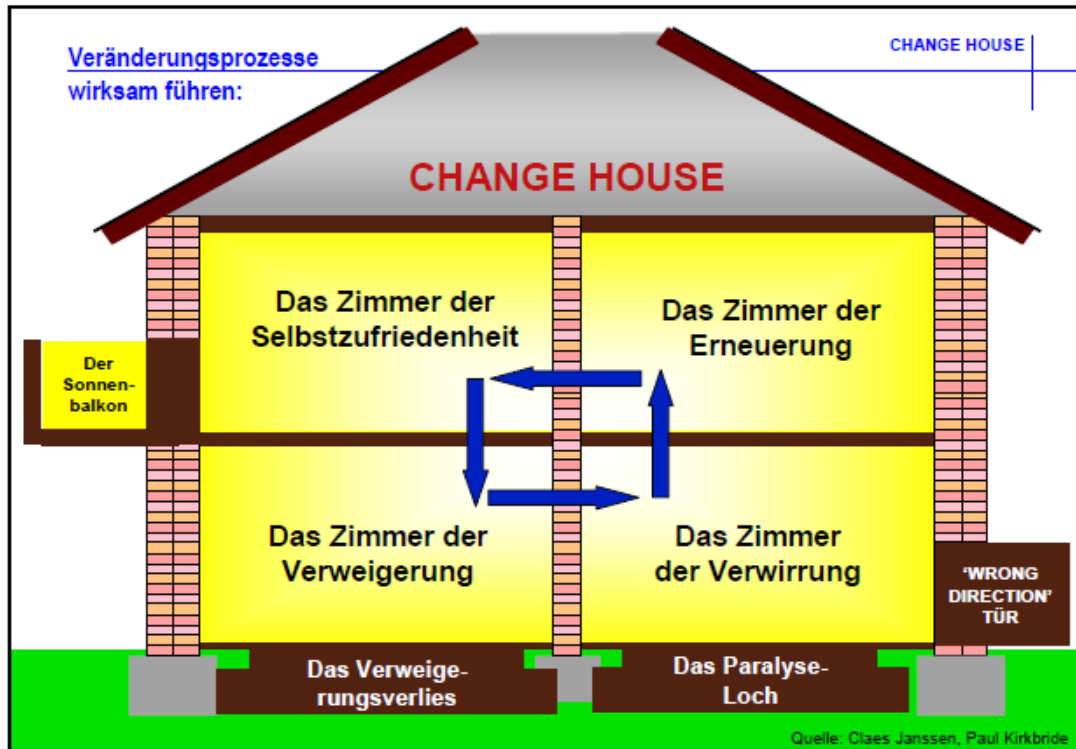 Veränderungsprozesse
wirksam führen:
CHANGE HOUSE
CHANGE HOUSE
Das Zimmer der
Selbstzufriedenheit
Das Zimmer der
Erneuerung
Der
Sonnen-
balkon
Das Zimmer der
Verweigerung
Das Zimmer
der Verwirrung
‘WRONG
DIRECTION’
TÜR
Das Verweige-
rungsverlies
Das Paralyse-
Loch
Quelle: Claes Janssen, Paul Kirkbride